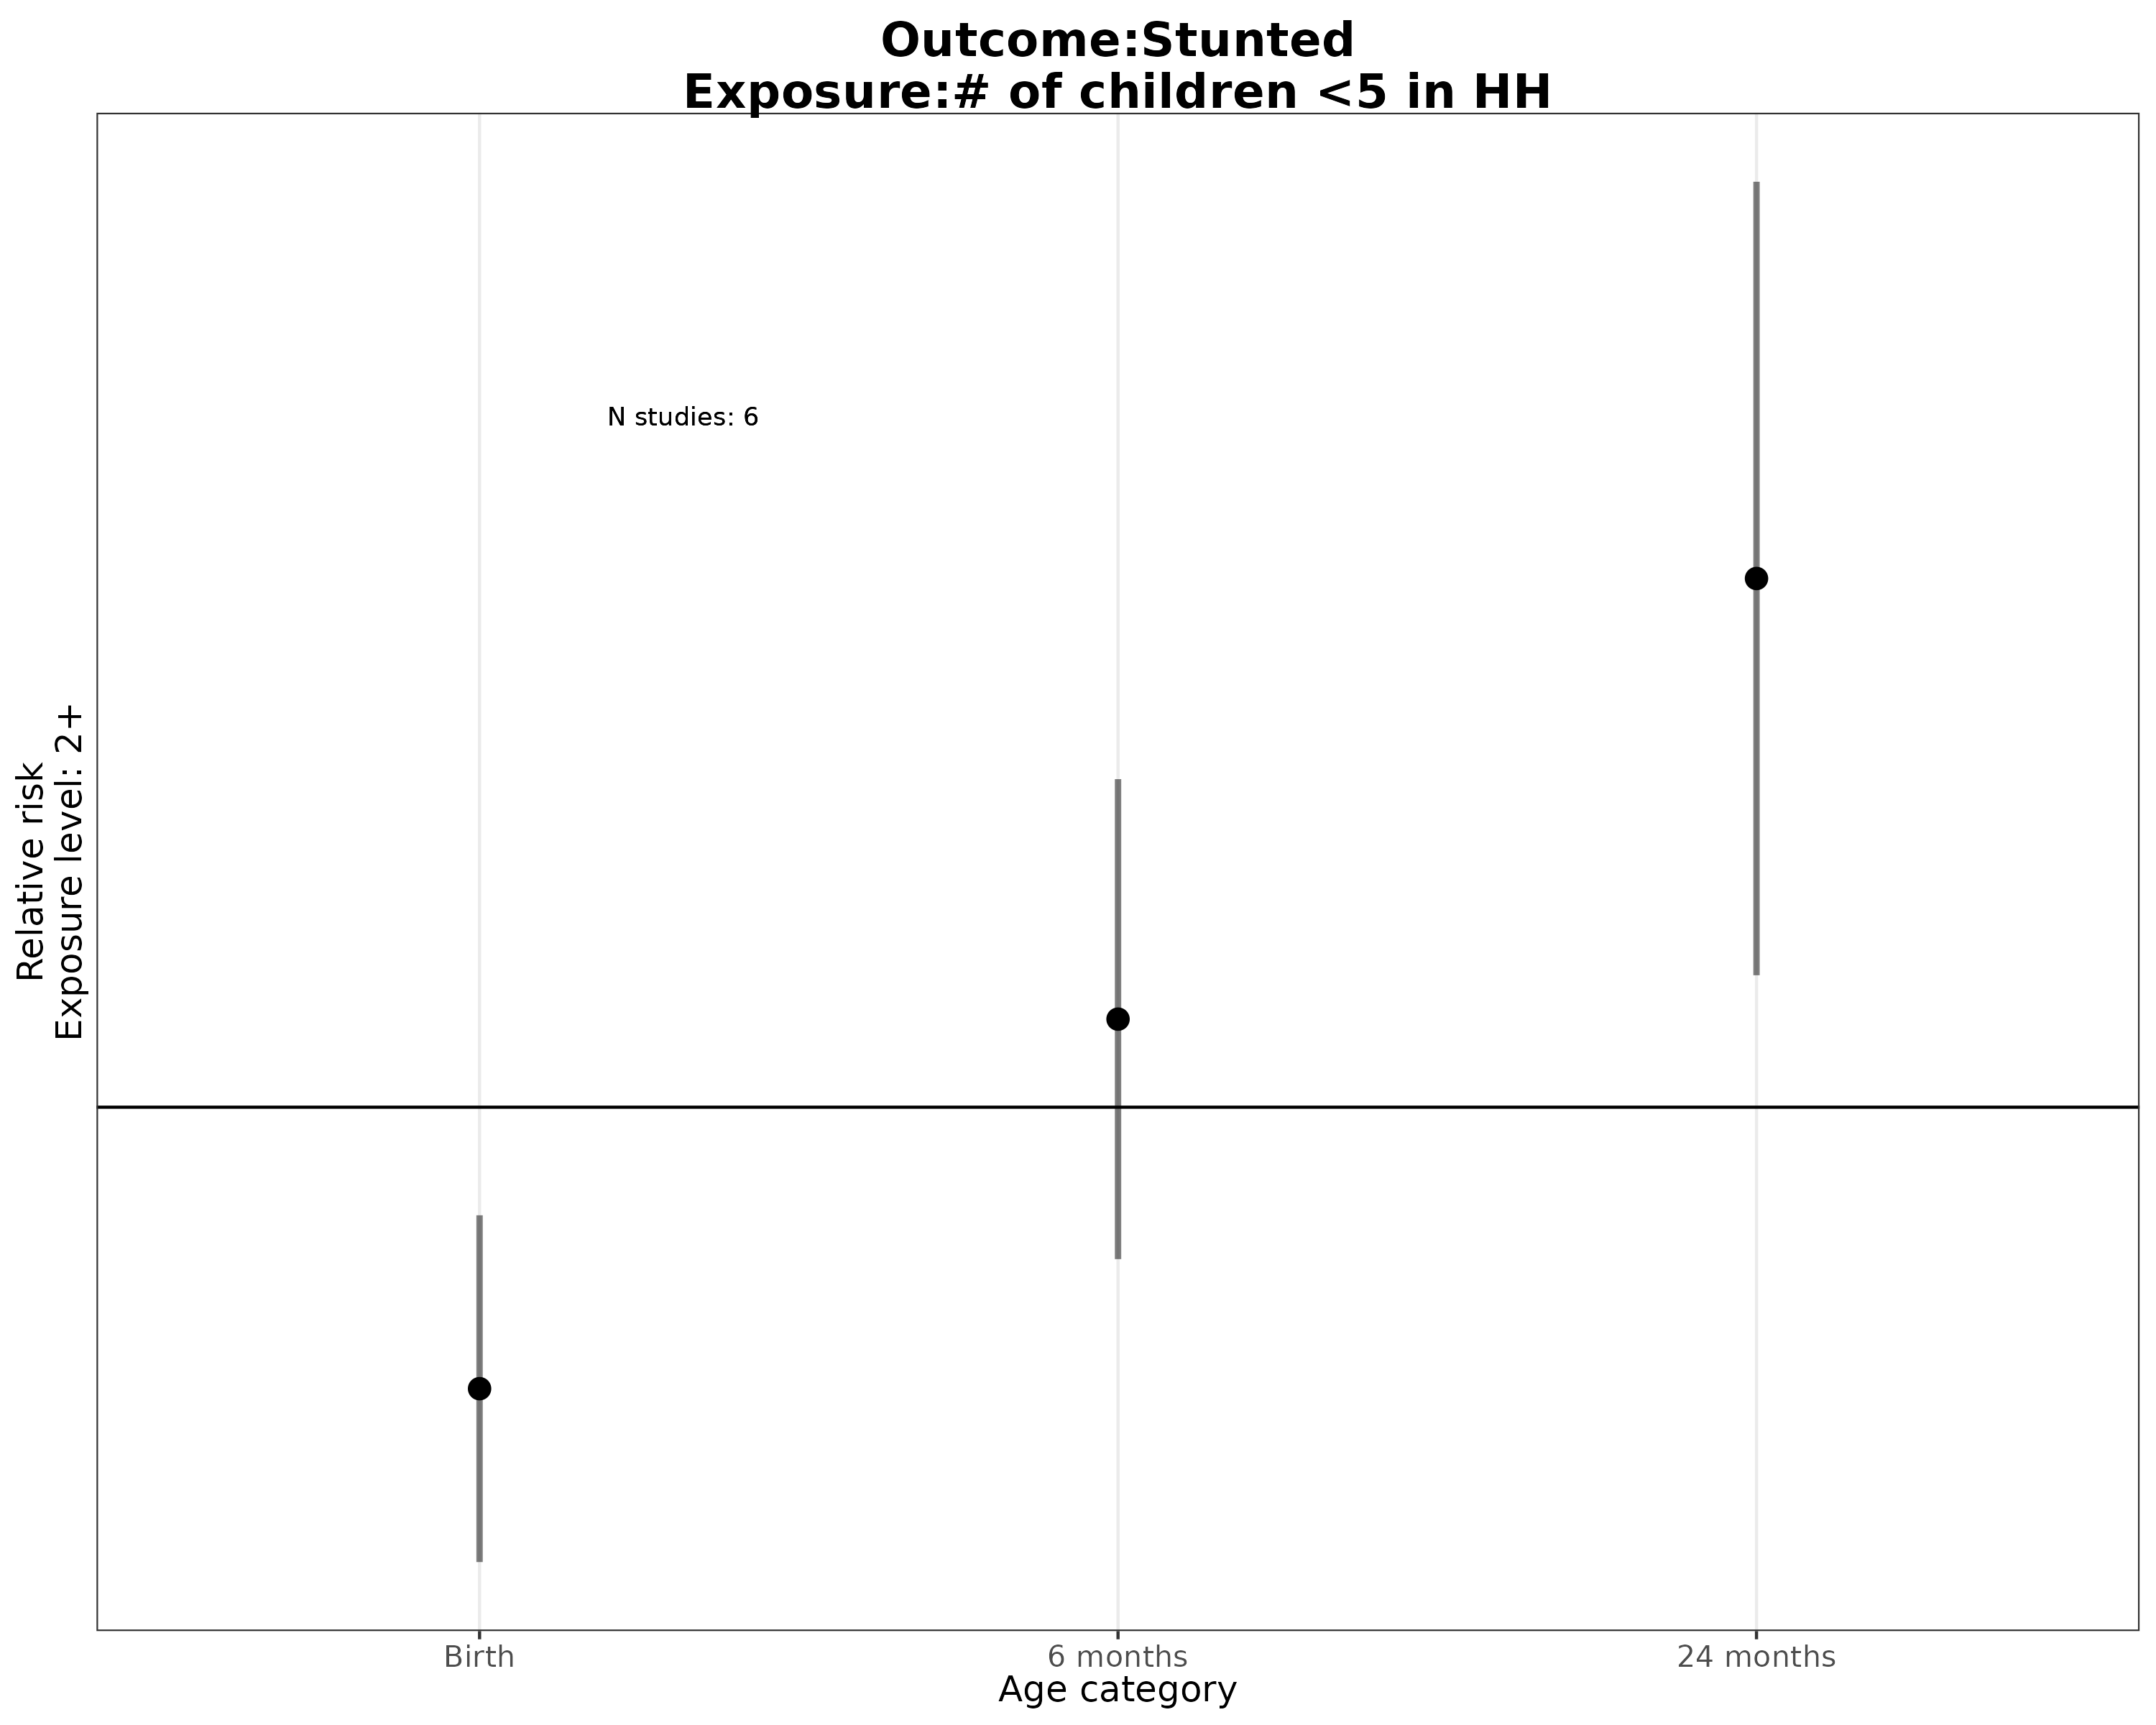 Outcome:Stunted
Exposure:# of children <5 in HH
N studies: 6
Relative risk
Exposure level: 2+
Birth
6 months
24 months
Age category